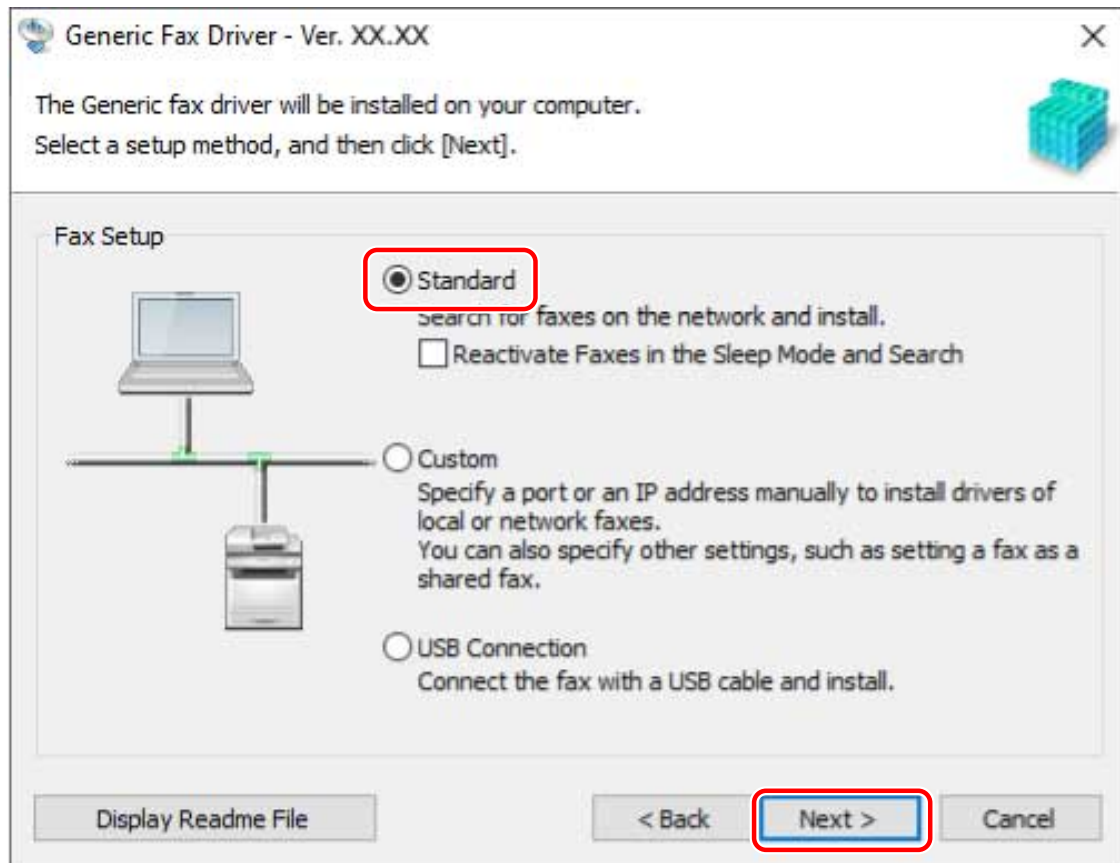 Generic Fax Driver - Ver. XX.XX
The Generic fax driver will be installed on your computer.
Select a setup method, and then click [Next].
Fax Setup
Standard
Search for faxes on the network and install.
Reactivate Faxes in the Sleep Mode and Search
Custom
Specify a port or an IP address manually to install drivers of
local or network faxes.
You can also specify other settings, such as setting a fax as a
shared fax.
USB Connection
Connect the fax with a USB cable and install.
Display Readme File
< Back
Next >
Cancel